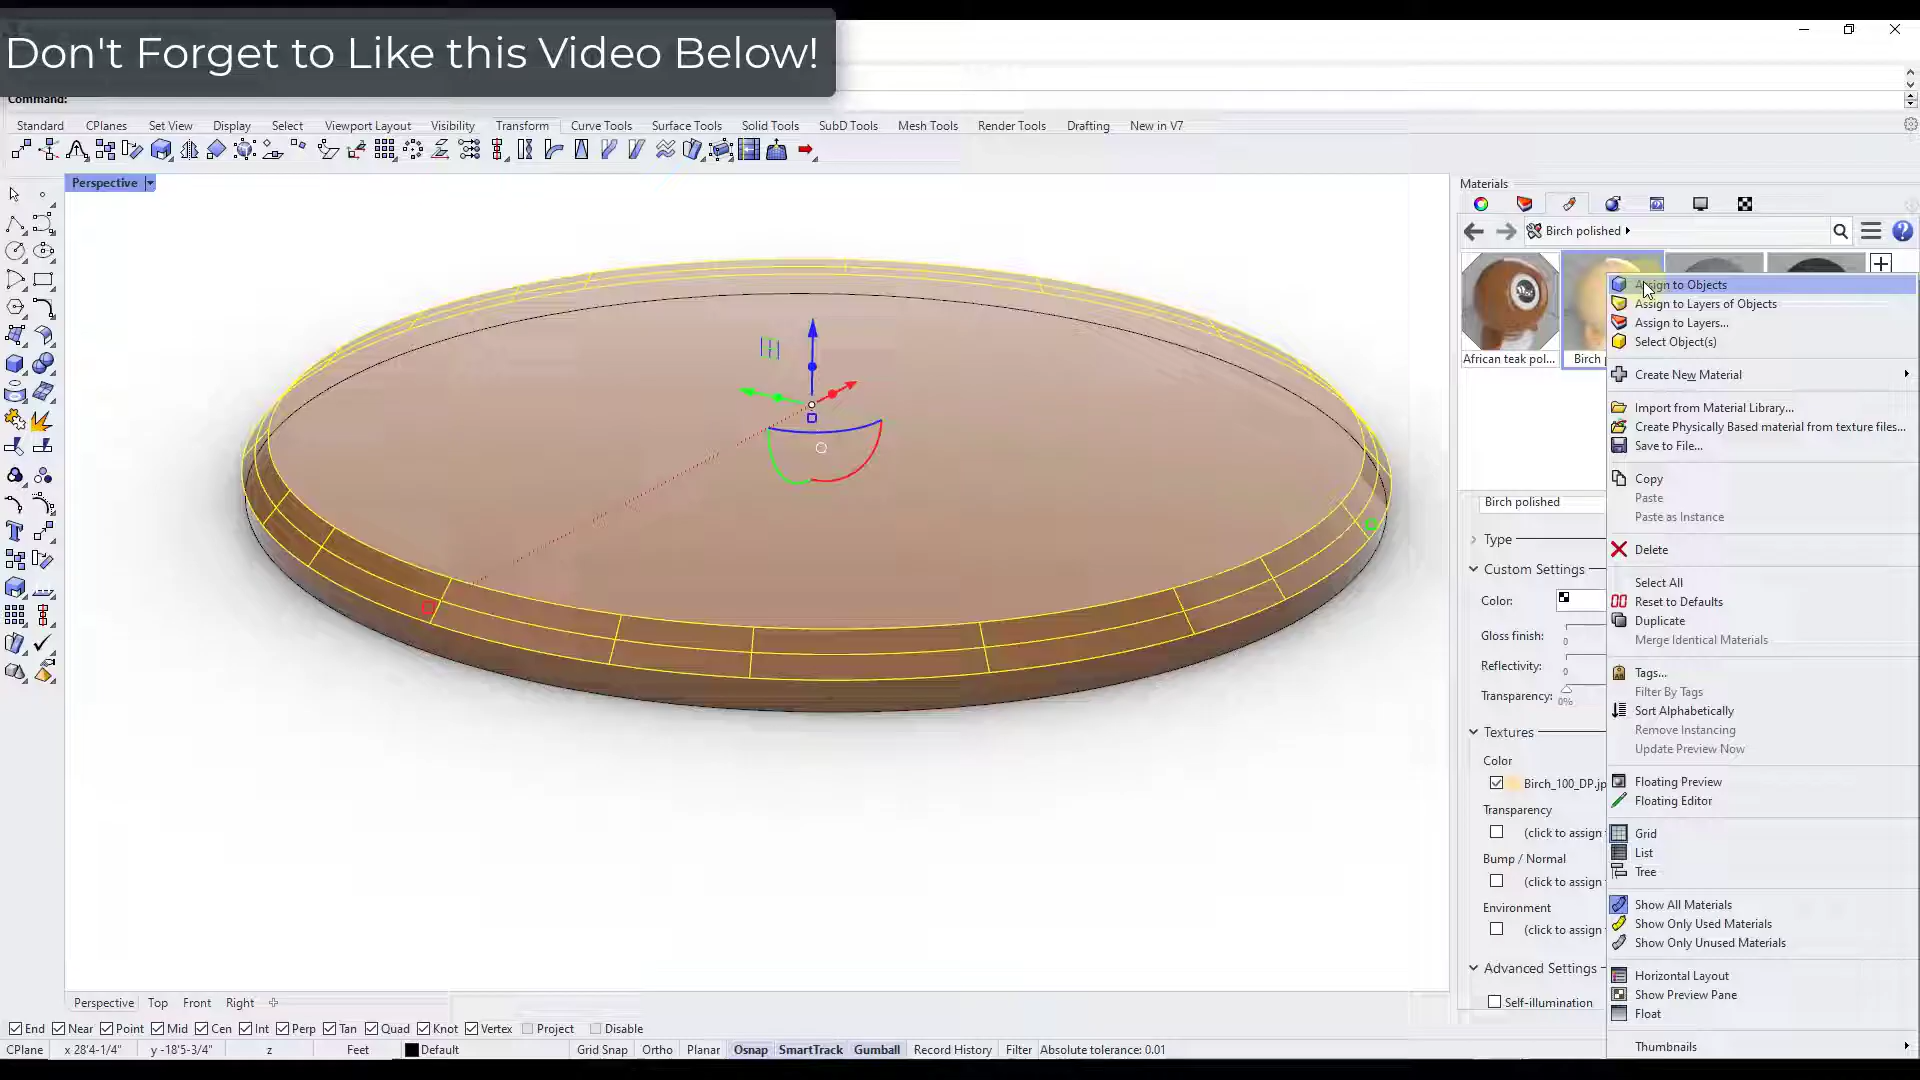 Don't Forget to Like this Video Below!
Command:
Standard CPlanes Set View Display Select Viewport Layout Visibility Transform Curve Tools Surface Tools Solid Tools SubD Tools Mesh Tools Render Tools Drafting New in V7
Perspective
Materials
Birch polished
African teak pol...
Birch
Assign to Objects
Assign to Layers of Objects
Assign to Layers...
Select Object(s)
Create New Material
Import from Material Library...
Create Physically Based material from texture files...
Save to File...
Copy
Paste
Paste as Instance
Delete
Select All
Reset to Defaults
Duplicate
Merge Identical Materials
Tags...
Filter By Tags
Sort Alphabetically
Remove Instancing
Update Preview Now
Floating Preview
Floating Editor
Grid
List
Tree
Show All Materials
Show Only Used Materials
Show Only Unused Materials
Horizontal Layout
Show Preview Pane
Float
Thumbnails
Birch polished
Type
Custom Settings
Color:
Gloss finish:
0
Reflectivity:
0
Transparency:
0%
Textures
Color
Birch_100_DP.jp
Transparency
(click to assign
Bump / Normal
(click to assign
Environment
(click to assign
Advanced Settings
Self-illumination
Perspective Top Front Right
End Near Point Mid Cen Int Perp Tan Quad Knot Vertex Project Disable
CPlane x 28'4-1/4" y -18'5-3/4" z Feet Default Grid Snap Ortho Planar Osnap SmartTrack Gumball Record History Filter Absolute tolerance: 0.01